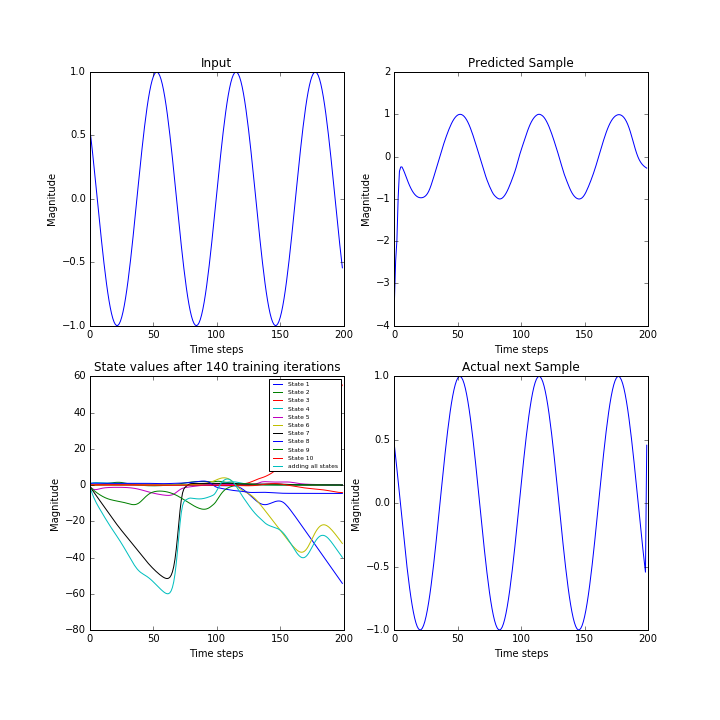 Input
1.0
0.5
0.0
−0.5
−1.0
Magnitude
0
50
100
150
200
Time steps
Predicted Sample
2
1
0
−1
−2
−3
−4
Magnitude
0
50
100
150
200
Time steps
State values after 140 training iterations
60
40
20
0
−20
−40
−60
−80
Magnitude
State 1
State 2
State 3
State 4
State 5
State 6
State 7
State 8
State 9
State 10
adding all states
0
50
100
150
200
Time steps
Actual next Sample
1.0
0.5
0.0
−0.5
−1.0
Magnitude
0
50
100
150
200
Time steps